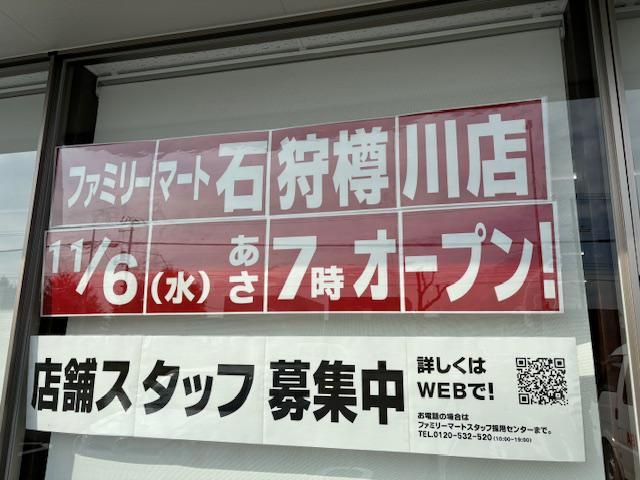 ファミリーマート石狩樽川店
11/6(水)あさ7時オープン!
店舗スタッフ募集中
詳しくは
WEBで!
お電話の場合は
ファミリーマートスタッフ採用センターまで。
TEL.0120-532-520(10:00-19:00)